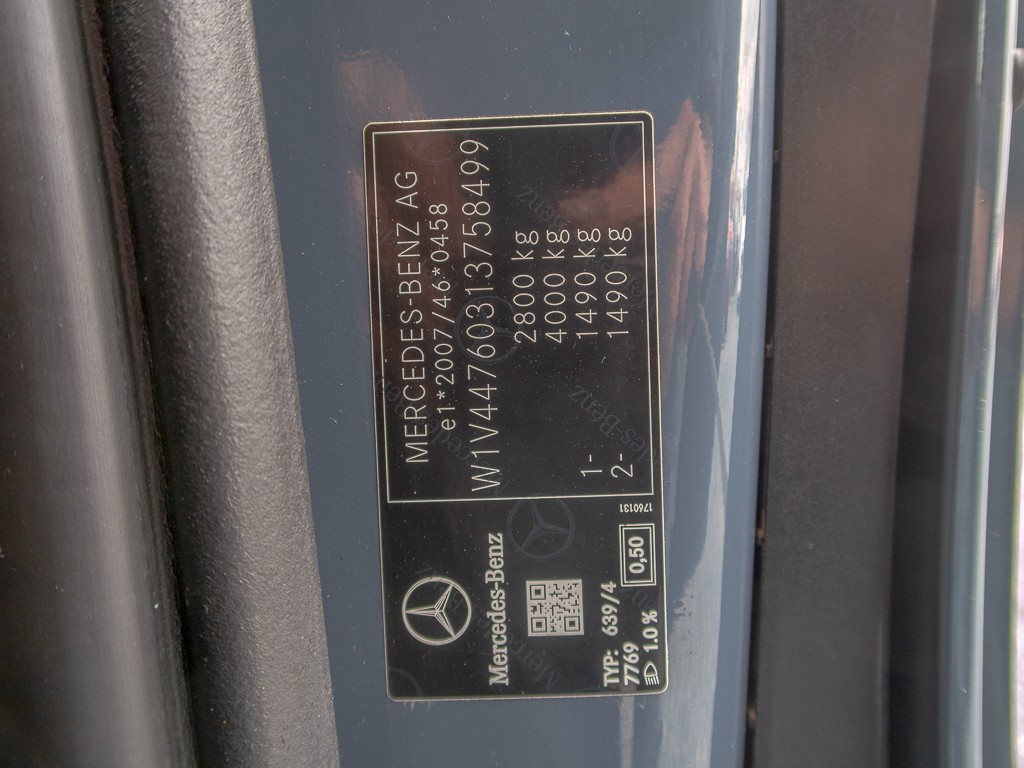 MERCEDES-BENZ AG
e1*2007/46*0458
W1V44760313758499
2800 kg
4000 kg
1- 1490 kg
2- 1490 kg
Mercedes-Benz
TYP: 639/4
7769
1.0 %
0,50
1760131